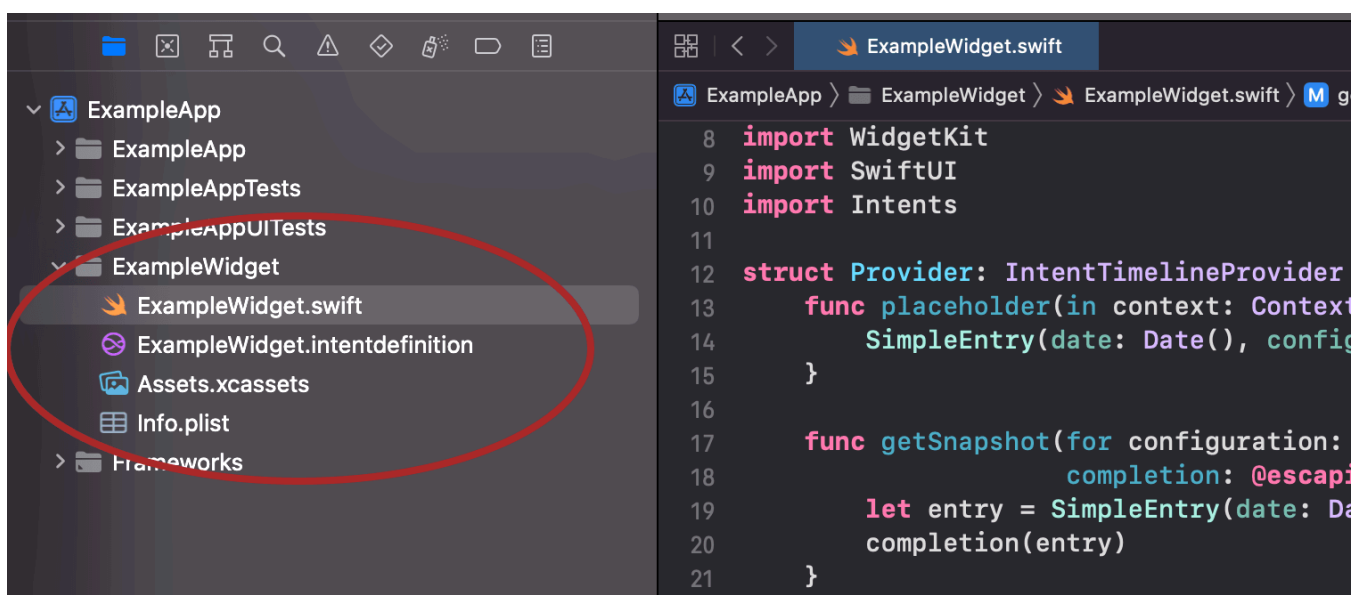 ExampleApp
ExampleApp
ExampleAppTests
ExampleAppUITests
ExampleWidget
ExampleWidget.swift
ExampleWidget.intentdefinition
Assets.xcassets
Info.plist
Frameworks
ExampleWidget.swift
ExampleApp 〉 ExampleWidget 〉 ExampleWidget.swift 〉 M g
8 import WidgetKit
9 import SwiftUI
10 import Intents
11
12 struct Provider: IntentTimelineProvider
13 func placeholder(in context: Context
14 SimpleEntry(date: Date(), config
15 }
16
17 func getSnapshot(for configuration:
18 completion: @escapi
19 let entry = SimpleEntry(date: Da
20 completion(entry)
21 }